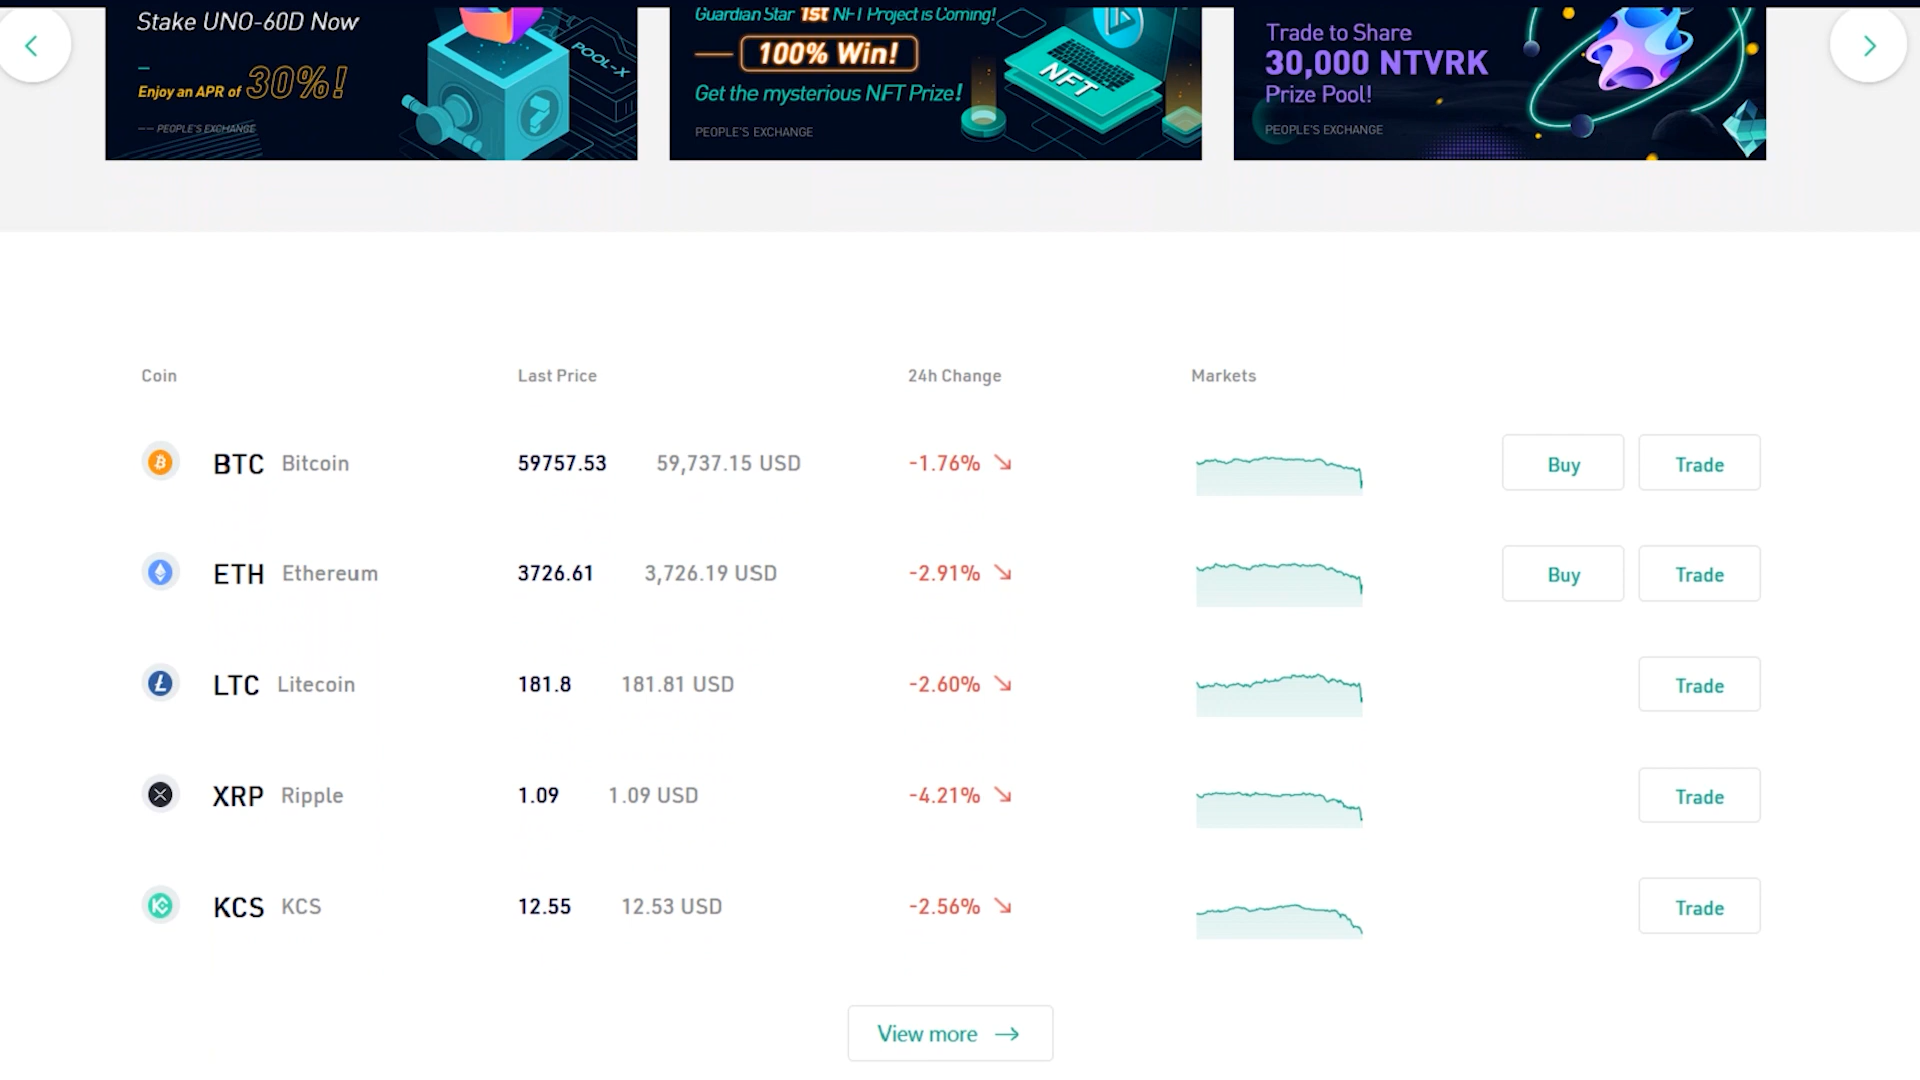 Stake UNO-60D Now
Enjoy an APR of 30%!
—— PEOPLE'S EXCHANGE
POOL-X
Guardian Star 1st NFT Project is Coming!
100% Win!
Get the mysterious NFT Prize!
PEOPLE'S EXCHANGE
NFT
Trade to Share
30,000 NTVRK
Prize Pool!
PEOPLE'S EXCHANGE
Coin Last Price 24h Change Markets
BTC Bitcoin 59757.53 59,737.15 USD -1.76% Buy Trade
ETH Ethereum 3726.61 3,726.19 USD -2.91% Buy Trade
LTC Litecoin 181.8 181.81 USD -2.60% Trade
XRP Ripple 1.09 1.09 USD -4.21% Trade
KCS KCS 12.55 12.53 USD -2.56% Trade
View more →